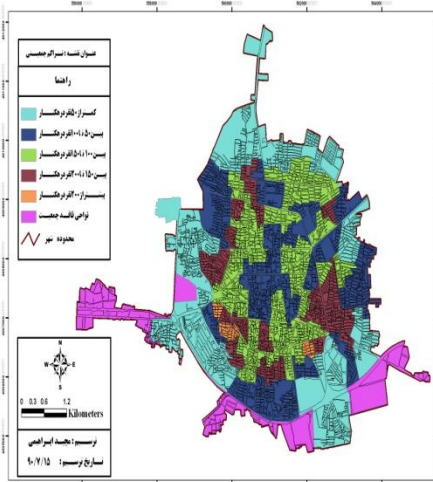 عنوان نقشه : تراکم جمعیتی
راهنما
کمتر از ۵۰ نفر در هکتار
بین ۵۰ تا ۱۰۰ نفر در هکتار
بین ۱۰۰ تا ۱۵۰ نفر در هکتار
بین ۱۵۰ تا ۲۰۰ نفر در هکتار
بیشتر از ۲۰۰ نفر در هکتار
نواحی فاقد جمعیت
محدوده شهر
N
W E
S
0 0.3 0.6 1.2
Kilometers
ترسیم : مجید ابراهیمی
تاریخ ترسیم : ۹۰/۷/۱۵